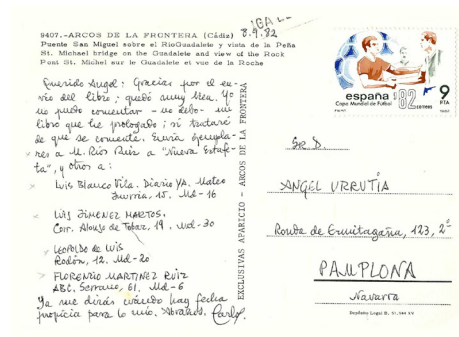 9407.-ARCOS DE LA FRONTERA (Cádiz)
Puente San Miguel sobre el RioGuadalete y vista de la Peña
St. Michael bridge on the Guadalete and view of the Rock
Pont St. Michel sur le Guadalete et vue de la Roche
8.9.82
Querido Angel: Gracias por el en-
vío del libro; quedó muy bien. Yo
no pudo comentar - no debo - un
libro que he prologado; sí trataré
de que se comente. Envía ejempla-
res a M. Ríos Ruiz a "Nueva Estafe-
ta", y otros a:
Luis Blanco Vila. Diario YA. Mateo
Inurria, 15. Md-16
LUIS JIMENEZ MARTOS.
Corr. Alonso de Tobar, 19. Md-30
LEOPOLDO DE LUIS
Rodón, 12. Md-20
FLORENCIO MARTINEZ RUIZ
ABC. Serrano, 61. Md-6
Ya me dirás cuándo hay fecha
propicia para lo mío. Abrazos. Carlos
EXCLUSIVAS APARICIO - ARCOS DE LA FRONTERA
españa
Copa Mundial de Futbol
82
CORREOS
9
PTA
SR. D.
ANGEL URRUTIA
Ronda de Ermitagaña, 123, 2º
PAMPLONA
Navarra